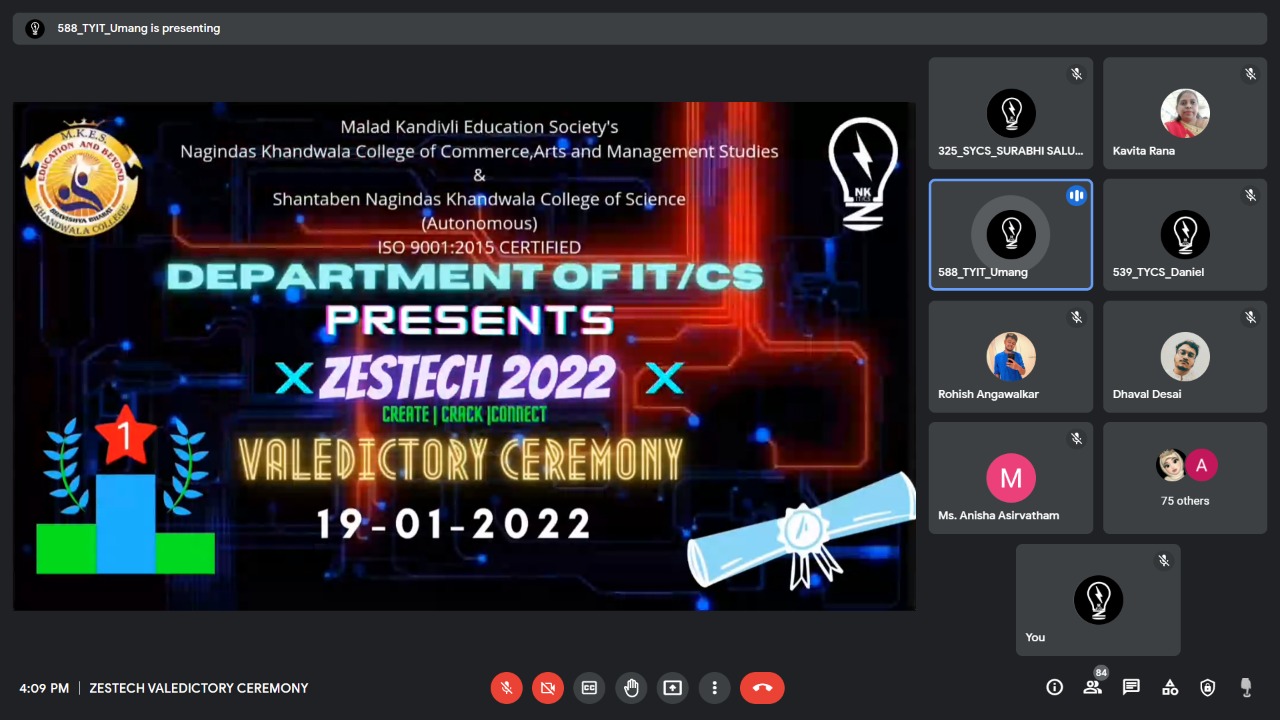 588_TYIT_Umang is presenting
M.K.E.S.
EDUCATION AND BEYOND
KHANDWALA COLLEGE
Malad Kandivli Education Society's
Nagindas Khandwala College of Commerce,Arts and Management Studies
&
Shantaben Nagindas Khandwala College of Science
(Autonomous)
ISO 9001:2015 CERTIFIED
NK
DEPARTMENT OF IT/CS
PRESENTS
X ZESTECH 2022 X
CREATE | CRACK |CONNECT
1
VALEDICTORY CEREMONY
19-01-2022
325_SYCS_SURABHI SALU...
Kavita Rana
588_TYIT_Umang
539_TYCS_Daniel
Rohish Angawalkar
Dhaval Desai
M
Ms. Anisha Asirvatham
A
75 others
You
4:09 PM | ZESTECH VALEDICTORY CEREMONY
CC
84